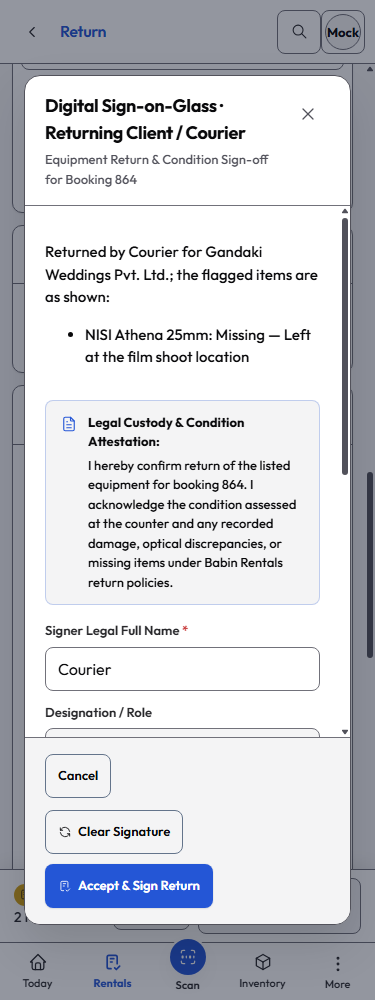 Return
Mock
Digital Sign-on-Glass ·
Returning Client / Courier
Equipment Return & Condition Sign-off
for Booking 864
Returned by Courier for Gandaki
Weddings Pvt. Ltd.; the flagged items are
as shown:
• NISI Athena 25mm: Missing — Left
at the film shoot location
Legal Custody & Condition
Attestation:
I hereby confirm return of the listed
equipment for booking 864. I
acknowledge the condition assessed
at the counter and any recorded
damage, optical discrepancies, or
missing items under Babin Rentals
return policies.
Signer Legal Full Name *
Courier
Designation / Role
Cancel
Clear Signature
Accept & Sign Return
2
Today
Rentals
Scan
Inventory
More